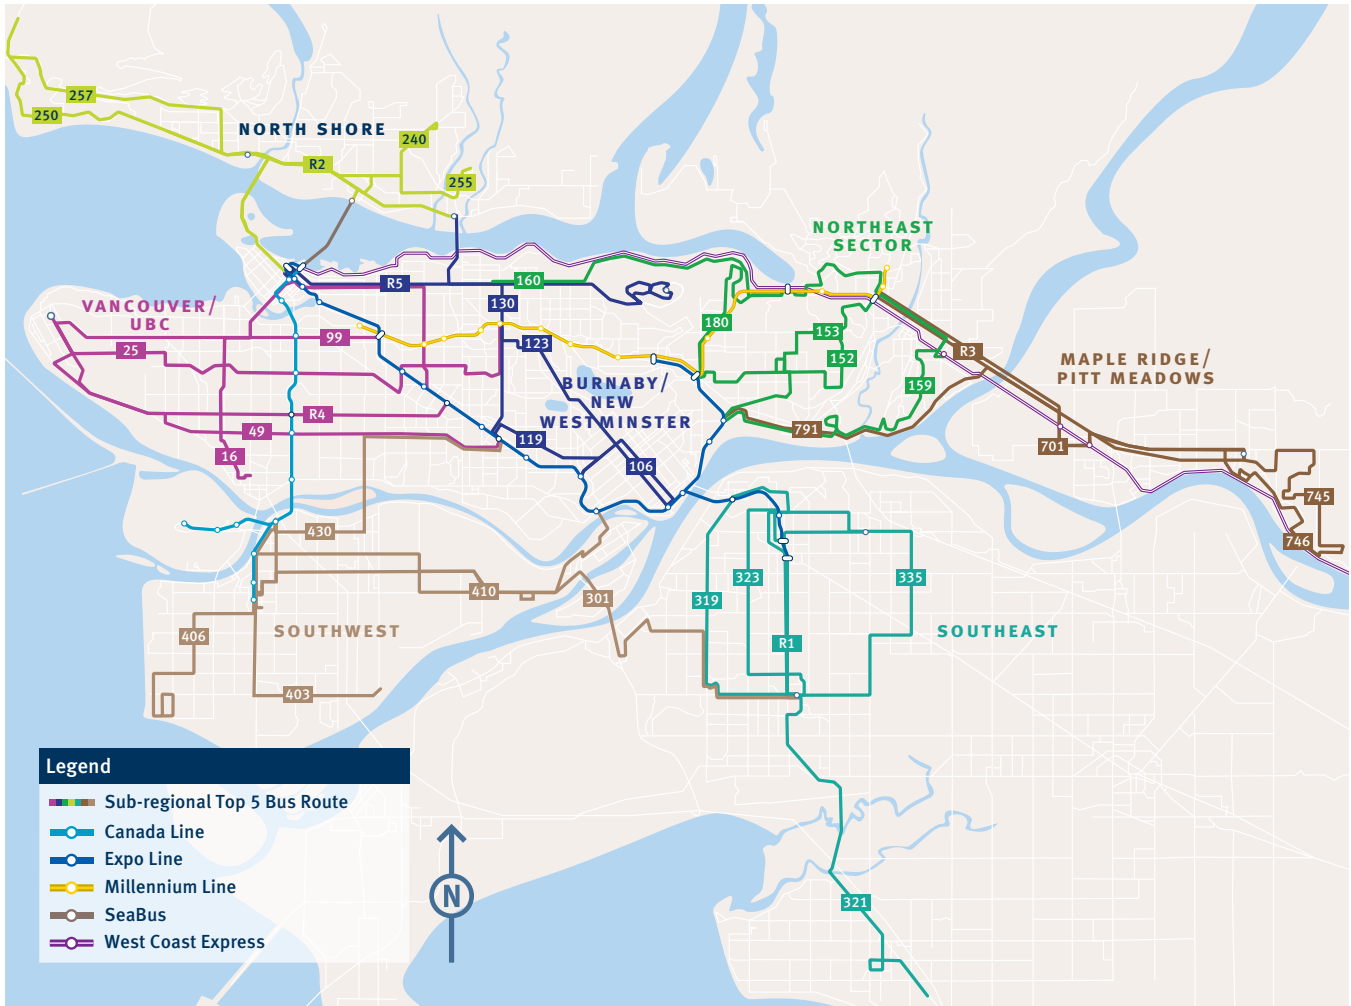 257
250
NORTH SHORE
240
R2
255
NORTHEAST
SECTOR
R5
160
130
VANCOUVER/
UBC
99
180
153
123
25
152
R3
MAPLE RIDGE/
PITT MEADOWS
BURNABY/
NEW
WESTMINSTER
159
R4
49
791
119
701
16
106
745
430
746
323
335
410
301
319
406
SOUTHWEST
R1
SOUTHEAST
403
Legend
Sub-regional Top 5 Bus Route
Canada Line
Expo Line
Millennium Line
SeaBus
West Coast Express
N
321